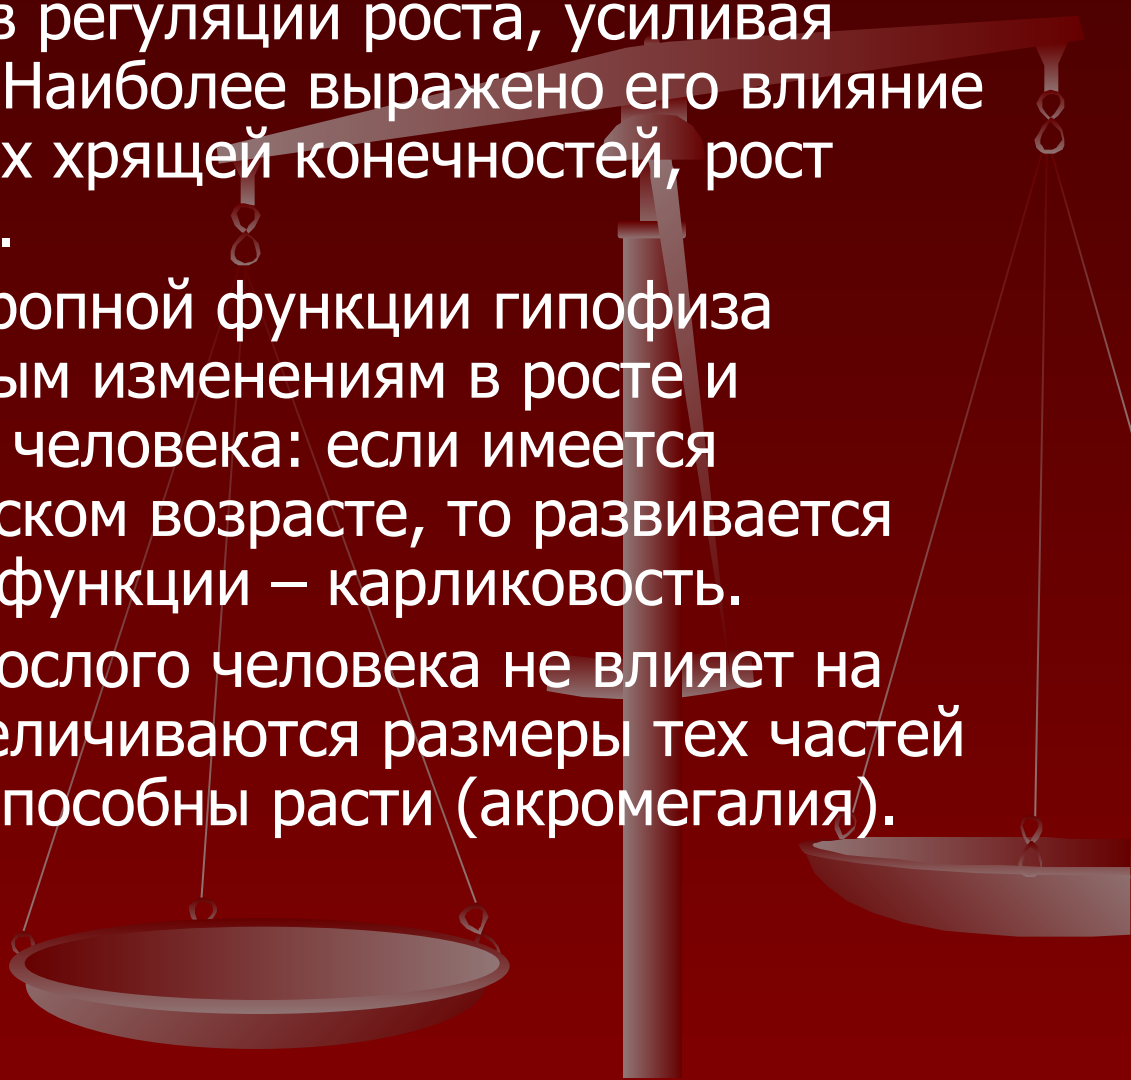 в регуляции роста, усиливая
Наиболее выражено его влияние
х хрящей конечностей, рост
.
ропной функции гипофиза
ым изменениям в росте и
человека: если имеется
ском возрасте, то развивается
функции – карликовость.
ослого человека не влияет на
еличиваются размеры тех частей
пособны расти (акромегалия).